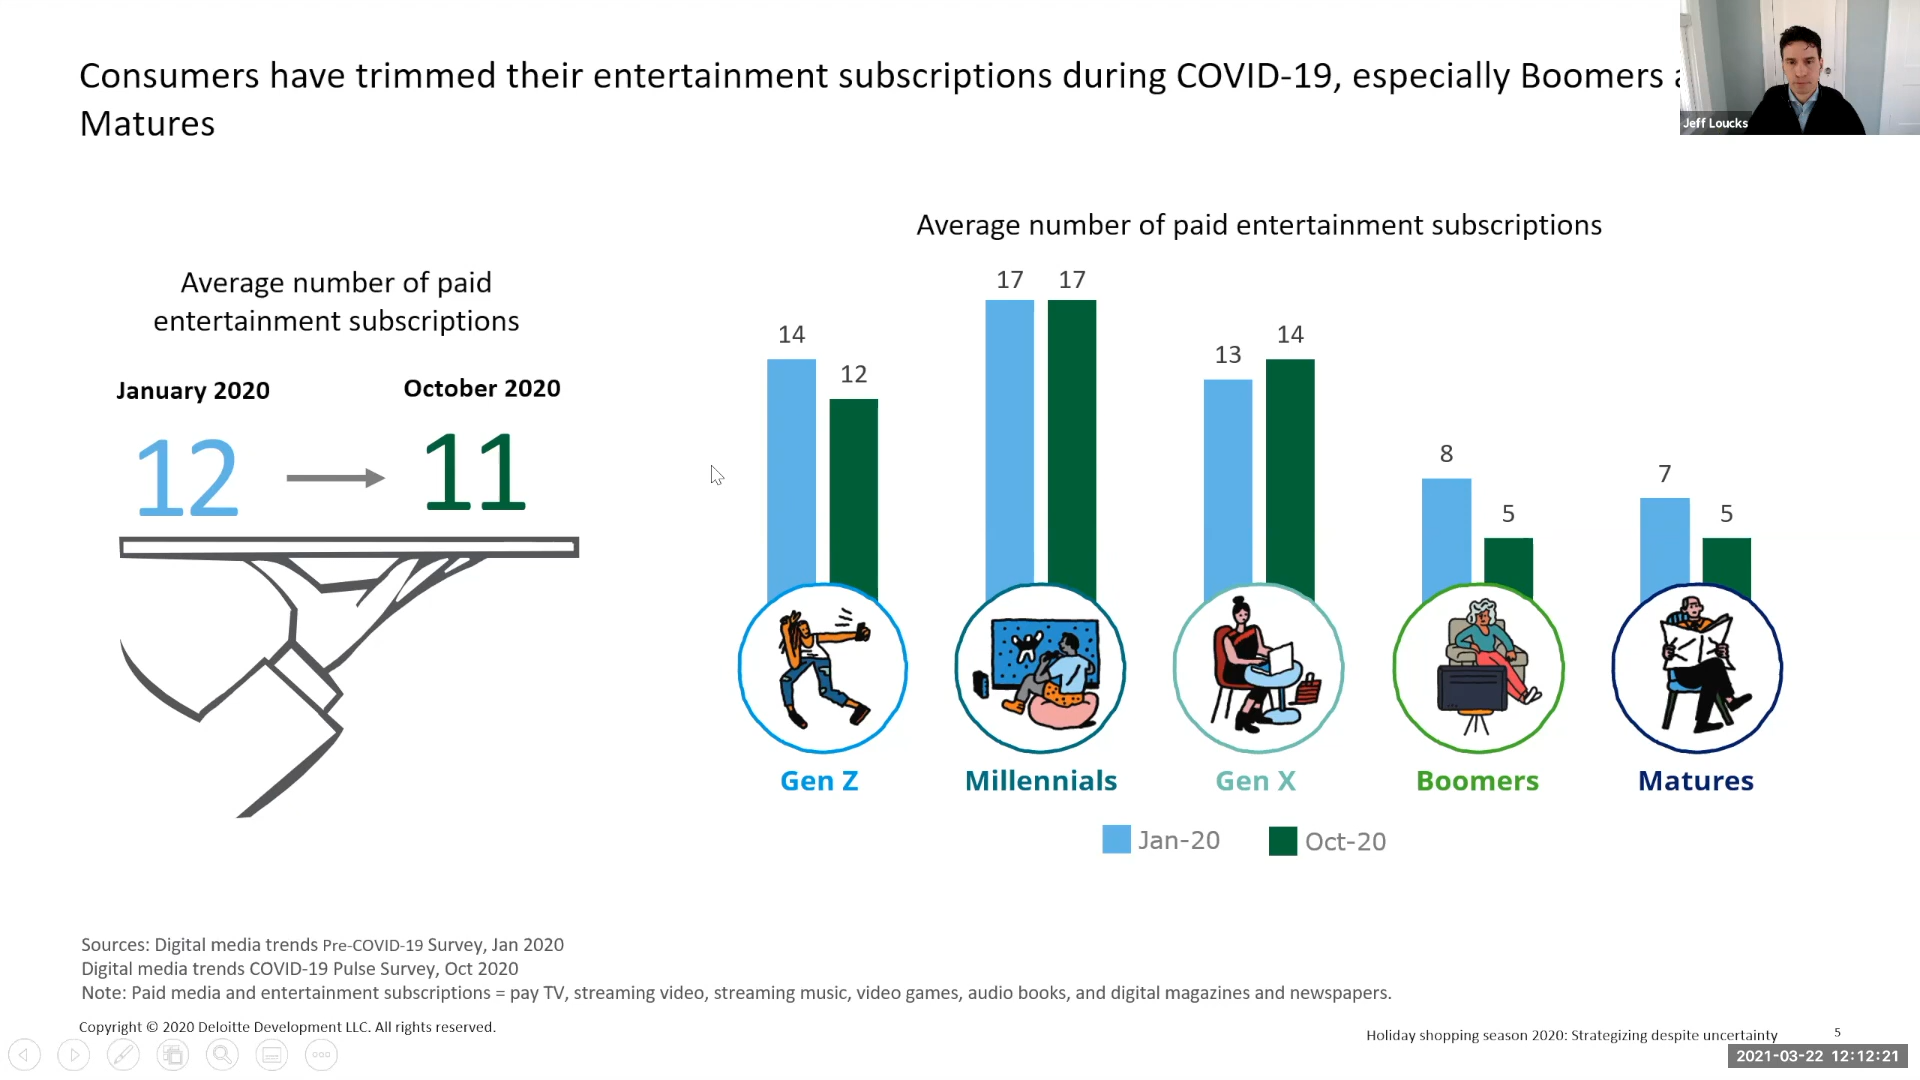 Consumers have trimmed their entertainment subscriptions during COVID-19, especially Boomers
Matures
Jeff Loucks
Average number of paid
entertainment subscriptions
January 2020
October 2020
12
11
Average number of paid entertainment subscriptions
14
12
17
17
13
14
8
5
7
5
Gen Z
Millennials
Gen X
Boomers
Matures
Jan-20
Oct-20
Sources: Digital media trends Pre-COVID-19 Survey, Jan 2020
Digital media trends COVID-19 Pulse Survey, Oct 2020
Note: Paid media and entertainment subscriptions = pay TV, streaming video, streaming music, video games, audio books, and digital magazines and newspapers.
Copyright © 2020 Deloitte Development LLC. All rights reserved.
Holiday shopping season 2020: Strategizing despite uncertainty
5
2021-03-22 12:12:21